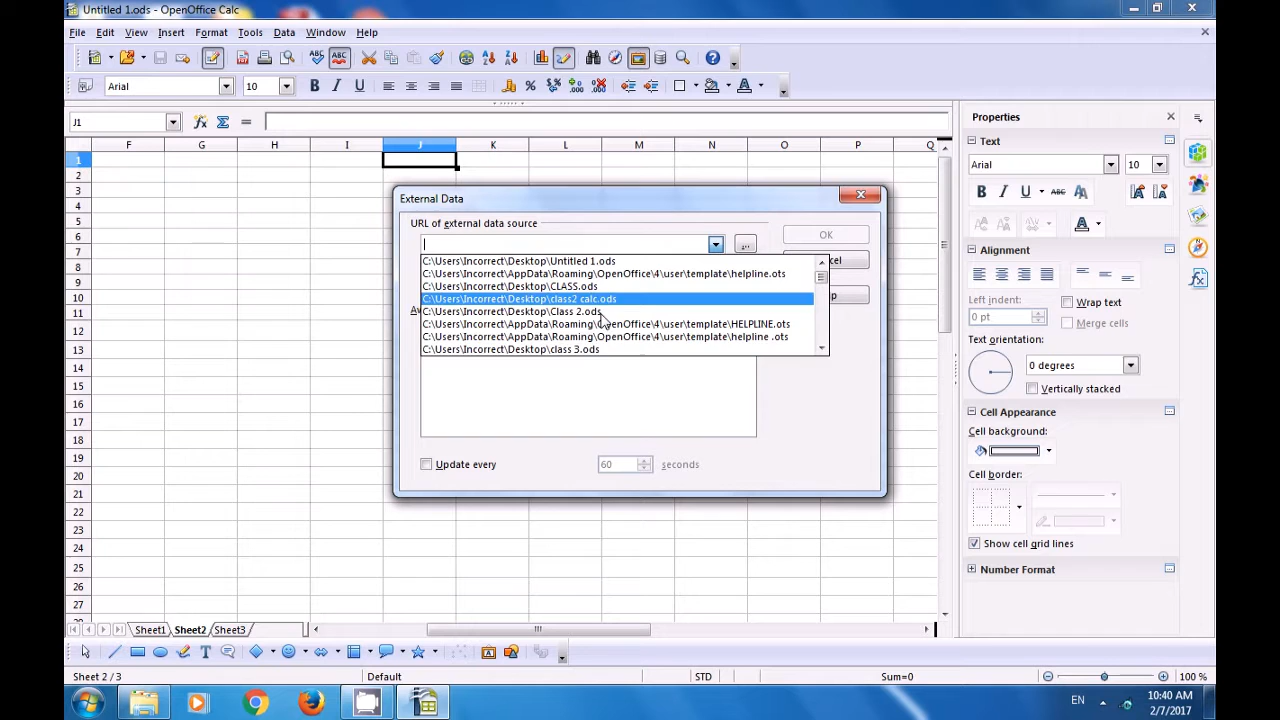 Untitled 1.ods - OpenOffice Calc
File Edit View Insert Format Tools Data Window Help
Arial 10
J1
F G H I J K L M N O P Q
1
2
3
4
5
6
7
8
9
10
11
12
13
14
15
16
17
18
19
20
21
22
23
24
25
26
27
External Data
URL of external data source
OK
C:\Users\Incorrect\Desktop\Untitled 1.ods
C:\Users\Incorrect\AppData\Roaming\OpenOffice\4\user\template\helpline.ots
C:\Users\Incorrect\Desktop\CLASS.ods
C:\Users\Incorrect\Desktop\class2 calc.ods
C:\Users\Incorrect\Desktop\Class 2.ods
C:\Users\Incorrect\AppData\Roaming\OpenOffice\4\user\template\HELPLINE.ots
C:\Users\Incorrect\AppData\Roaming\OpenOffice\4\user\template\helpline .ots
C:\Users\Incorrect\Desktop\class 3.ods
Update every 60 seconds
Properties
Text
Arial 10
Alignment
Left indent:
0 pt
Wrap text
Merge cells
Text orientation:
0 degrees
Vertically stacked
Cell Appearance
Cell background:
Cell border:
Show cell grid lines
Number Format
Sheet1 Sheet2 Sheet3
Sheet 2 / 3 Default STD Sum=0 100 %
EN
10:40 AM
2/7/2017